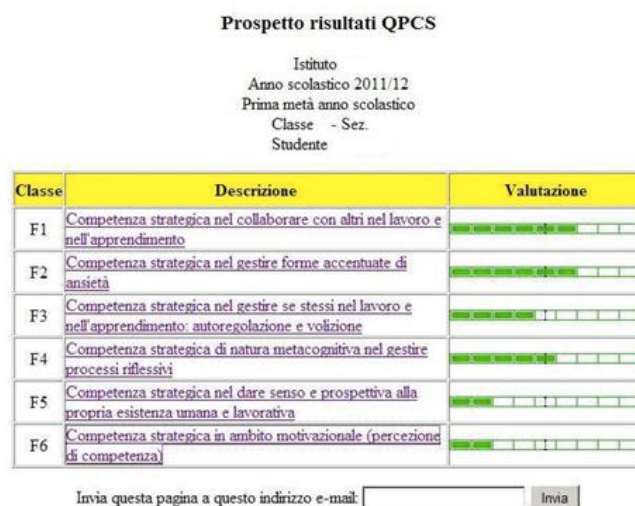 Prospetto risultati QPCS
Istituto
Anno scolastico 2011/12
Prima metà anno scolastico
Classe - Sez.
Studente
Classe Descrizione Valutazione
F1 Competenza strategica nel collaborare con altri nel lavoro e
nell'apprendimento
F2 Competenza strategica nel gestire forme accentuate di
ansietà
F3 Competenza strategica nel gestire se stessi nel lavoro e
nell'apprendimento: autoregolazione e volizione
F4 Competenza strategica di natura metacognitiva nel gestire
processi riflessivi
F5 Competenza strategica nel dare senso e prospettiva alla
propria esistenza umana e lavorativa
F6 Competenza strategica in ambito motivazionale (percezione
di competenza)
Invia questa pagina a questo indirizzo e-mail: Invia